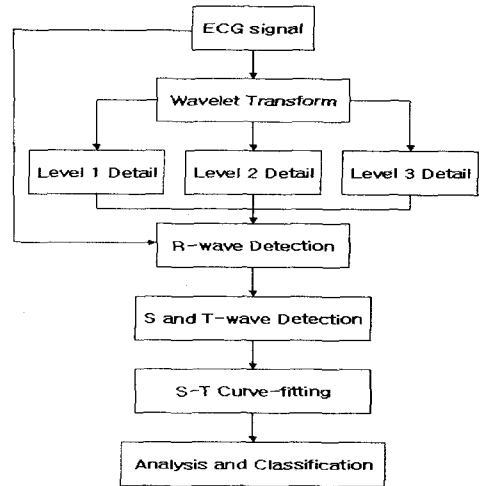 ECG signal
Wavelet Transform
Level 1 Detail
Level 2 Detail
Level 3 Detail
R-wave Detection
S and T-wave Detection
S-T Curve-fitting
Analysis and Classification